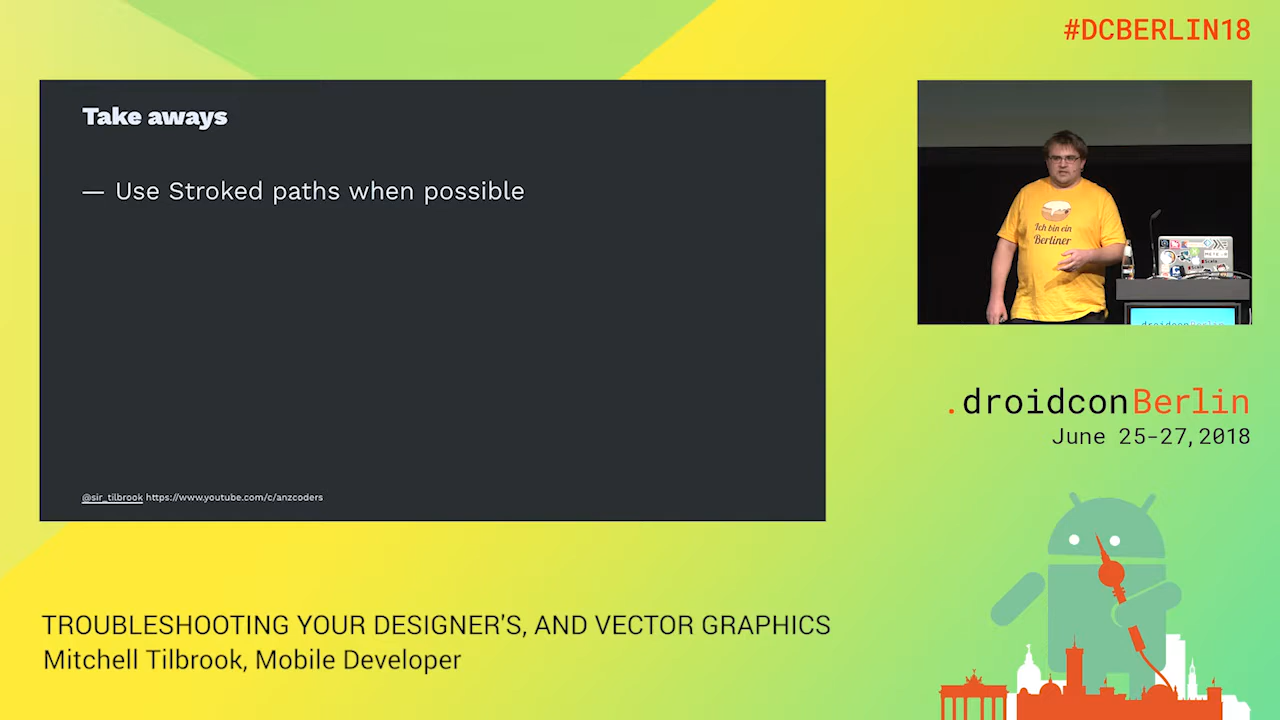 #DCBERLIN18
Take aways
— Use Stroked paths when possible
@sir_tilbrook https://www.youtube.com/c/anzcoders
Ich bin ein
Berliner
droidconBerlin
.droidconBerlin
June 25-27, 2018
TROUBLESHOOTING YOUR DESIGNER'S, AND VECTOR GRAPHICS
Mitchell Tilbrook, Mobile Developer